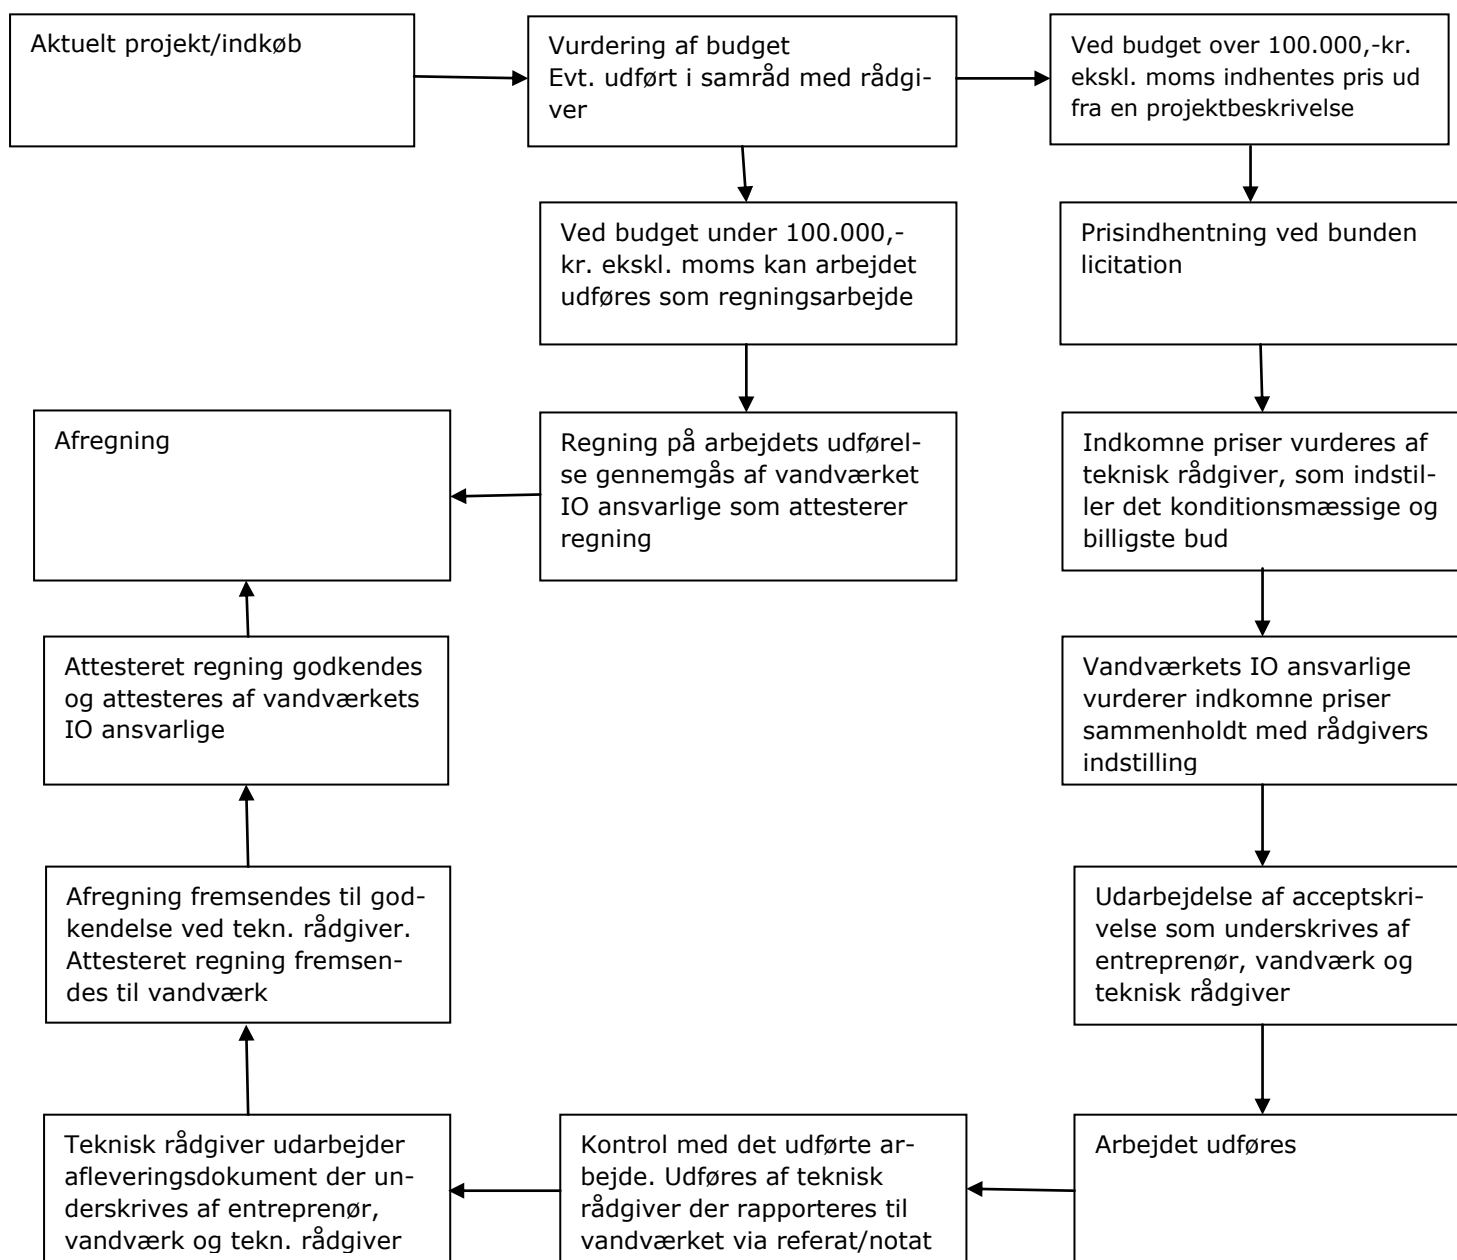 Aktuelt projekt/indkøb
Vurdering af budget
Evt. udført i samråd med rådgi-
ver
Ved budget over 100.000,-kr.
ekskl. moms indhentes pris ud
fra en projektbeskrivelse
Ved budget under 100.000,-
kr. ekskl. moms kan arbejdet
udføres som regningsarbejde
Prisindhentning ved bunden
licitation
Afregning
Regning på arbejdets udførel-
se gennemgås af vandværket
IO ansvarlige som attesterer
regning
Indkomne priser vurderes af
teknisk rådgiver, som indstil-
ler det konditionsmæssige og
billigste bud
Attesteret regning godkendes
og attesteres af vandværkets
IO ansvarlige
Vandværkets IO ansvarlige
vurderer indkomne priser
sammenholdt med rådgivers
indstilling
Afregning fremsendes til god-
kendelse ved tekn. rådgiver.
Attesteret regning fremsen-
des til vandværk
Udarbejdelse af acceptskri-
velse som underskrives af
entreprenør, vandværk og
teknisk rådgiver
Teknisk rådgiver udarbejder
afleveringsdokument der un-
derskrives af entreprenør,
vandværk og tekn. rådgiver
Kontrol med det udførte ar-
bejde. Udføres af teknisk
rådgiver der rapporteres til
vandværket via referat/notat
Arbejdet udføres